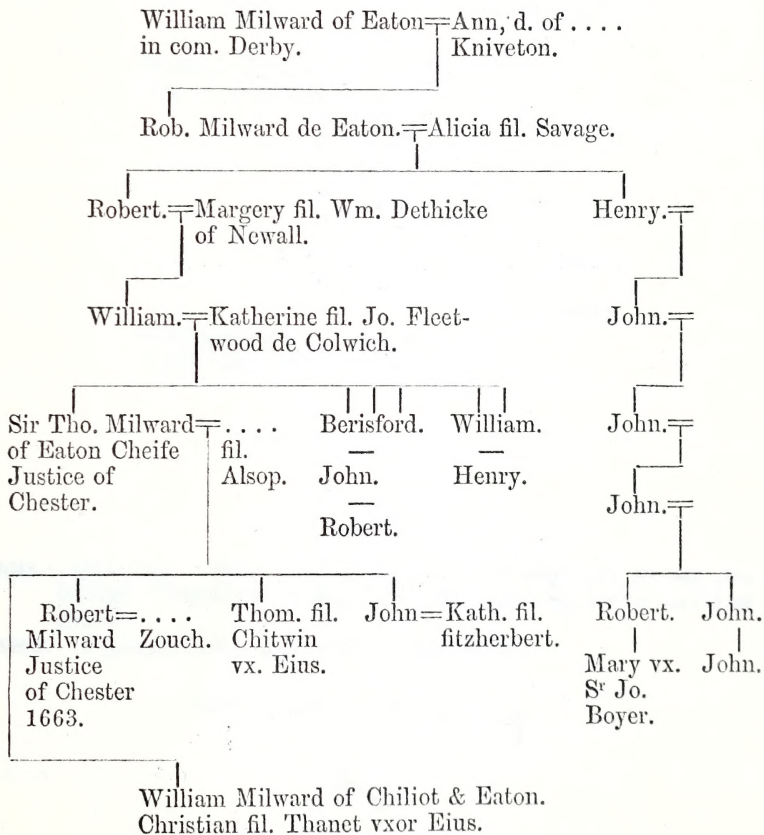 William Milward of Eaton=Ann, d. of . . . .
in com. Derby. Kniveton.
Rob. Milward de Eaton.=Alicia fil. Savage.
Robert.=Margery fil. Wm. Dethicke
of Newall.
Henry.=
William.=Katherine fil. Jo. Fleet-
wood de Colwich.
John.=
Sir Tho. Milward=. . . .
of Eaton Cheife fil.
Justice of Alsop.
Chester.
Berisford.
—
John.
—
Robert.
William.
—
Henry.
John.=
John.=
Robert=. . . .
Milward Zouch.
Justice
of Chester
1663.
Thom. fil.
Chitwin
vx. Eius.
John=Kath. fil.
fitzherbert.
Robert.
Mary vx.
Sʳ Jo.
Boyer.
John.
John.
William Milward of Chiliot & Eaton.
Christian fil. Thanet vxor Eius.